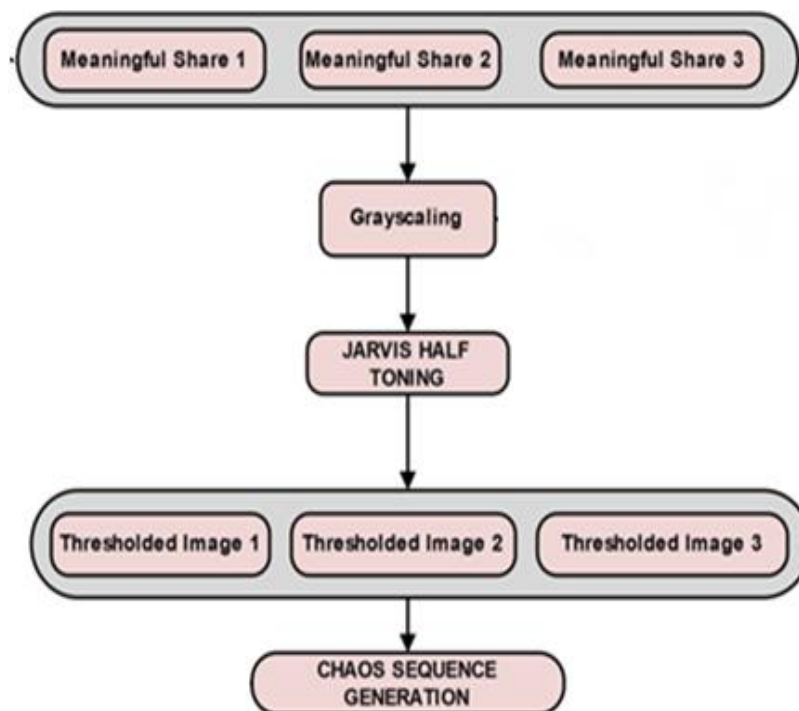 Meaningful Share 1
Meaningful Share 2
Meaningful Share 3
Grayscaling
JARVIS HALF
TONING
Thresholded Image 1
Thresholded Image 2
Thresholded Image 3
CHAOS SEQUENCE
GENERATION